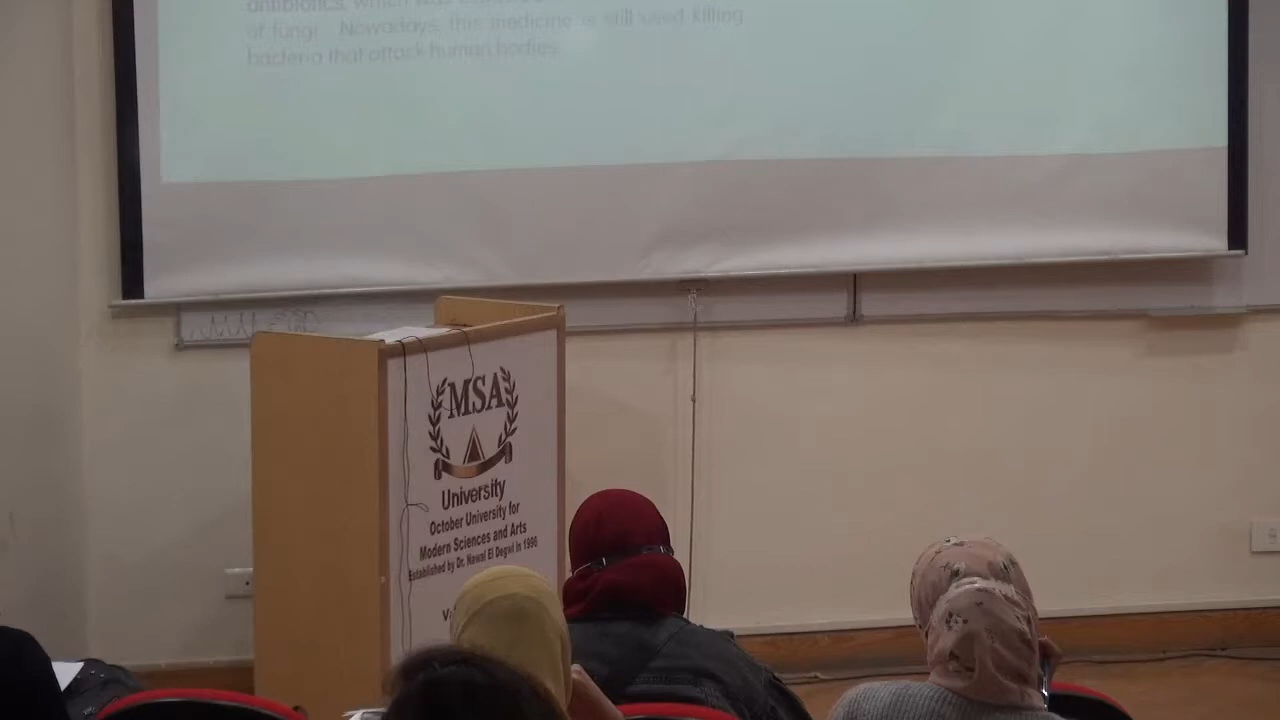 antibiotics, which was
of fungi. Nowadays, this medicine is still used killing
bacteria that attack human bodies.
MSA
University
October University for
Modern Sciences and Arts
Established by Dr. Nawal El Degwi in 1996